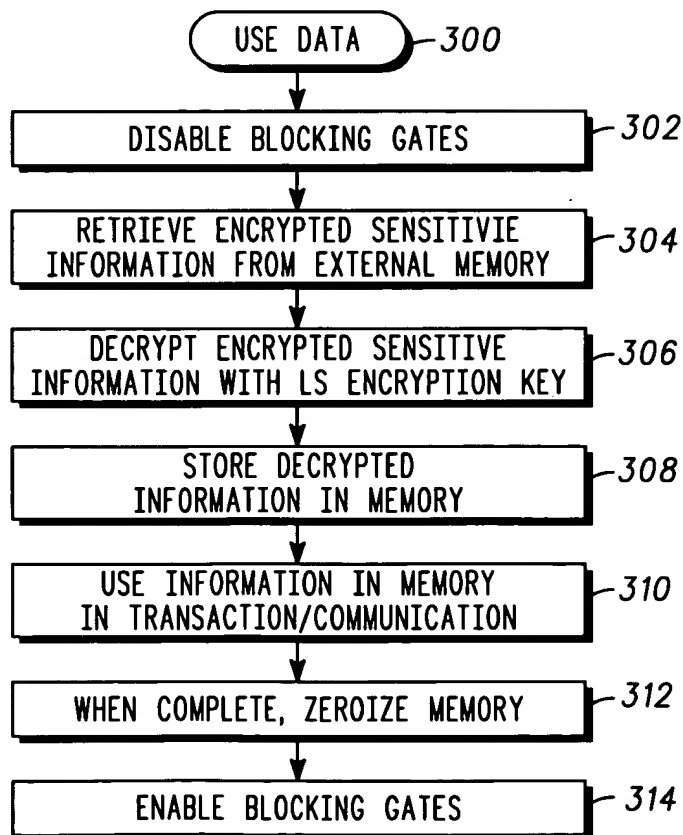 USE DATA
300
DISABLE BLOCKING GATES
302
RETRIEVE ENCRYPTED SENSITIVIE
INFORMATION FROM EXTERNAL MEMORY
304
DECRYPT ENCRYPTED SENSITIVE
INFORMATION WITH LS ENCRYPTION KEY
306
STORE DECRYPTED
INFORMATION IN MEMORY
308
USE INFORMATION IN MEMORY
IN TRANSACTION/COMMUNICATION
310
WHEN COMPLETE, ZEROIZE MEMORY
312
ENABLE BLOCKING GATES
314